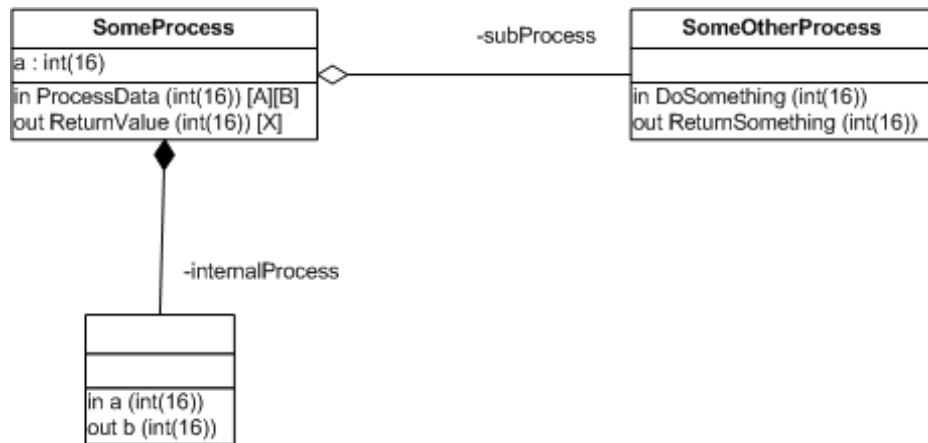 SomeProcess
a : int(16)
in ProcessData (int(16)) [A][B]
out ReturnValue (int(16)) [X]
-subProcess
SomeOtherProcess
in DoSomething (int(16))
out ReturnSomething (int(16))
-internalProcess
in a (int(16))
out b (int(16))